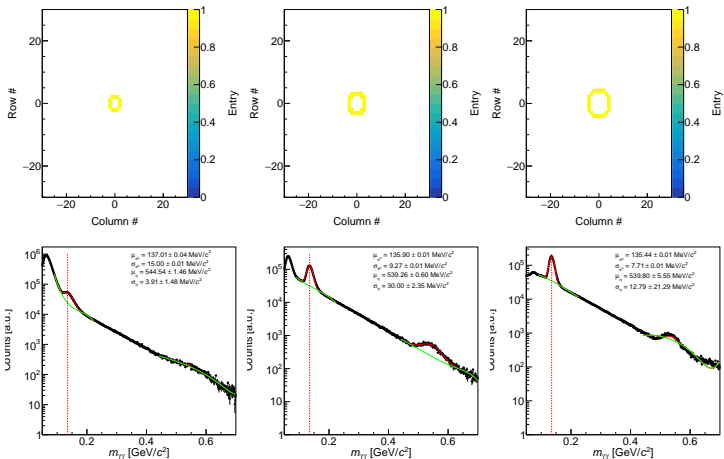 Row #
20
0
−20
−20
0
20
Column #
1
0.8
0.6
0.4
0.2
0
Entry
Row #
20
0
−20
−20
0
20
Column #
1
0.8
0.6
0.4
0.2
0
Entry
Row #
20
0
−20
−20
0
20
Column #
1
0.8
0.6
0.4
0.2
0
Entry
Counts [a.u.]
10⁶
10⁵
10⁴
10³
10²
10
1
μπ⁰ = 137.01 ± 0.04 MeV/c²
σπ⁰ = 15.00 ± 0.01 MeV/c²
μη = 544.54 ± 1.46 MeV/c²
ση = 3.91 ± 1.48 MeV/c²
0.2
0.4
0.6
mγγ [GeV/c²]
Counts [a.u.]
10⁵
10⁴
10³
10²
10
1
μπ⁰ = 135.90 ± 0.01 MeV/c²
σπ⁰ = 9.27 ± 0.01 MeV/c²
μη = 539.26 ± 0.60 MeV/c²
ση = 30.00 ± 2.35 MeV/c²
0.2
0.4
0.6
mγγ [GeV/c²]
Counts [a.u.]
10⁵
10⁴
10³
10²
10
1
μπ⁰ = 135.44 ± 0.01 MeV/c²
σπ⁰ = 7.71 ± 0.01 MeV/c²
μη = 539.80 ± 5.55 MeV/c²
ση = 12.79 ± 21.29 MeV/c²
0.2
0.4
0.6
mγγ [GeV/c²]